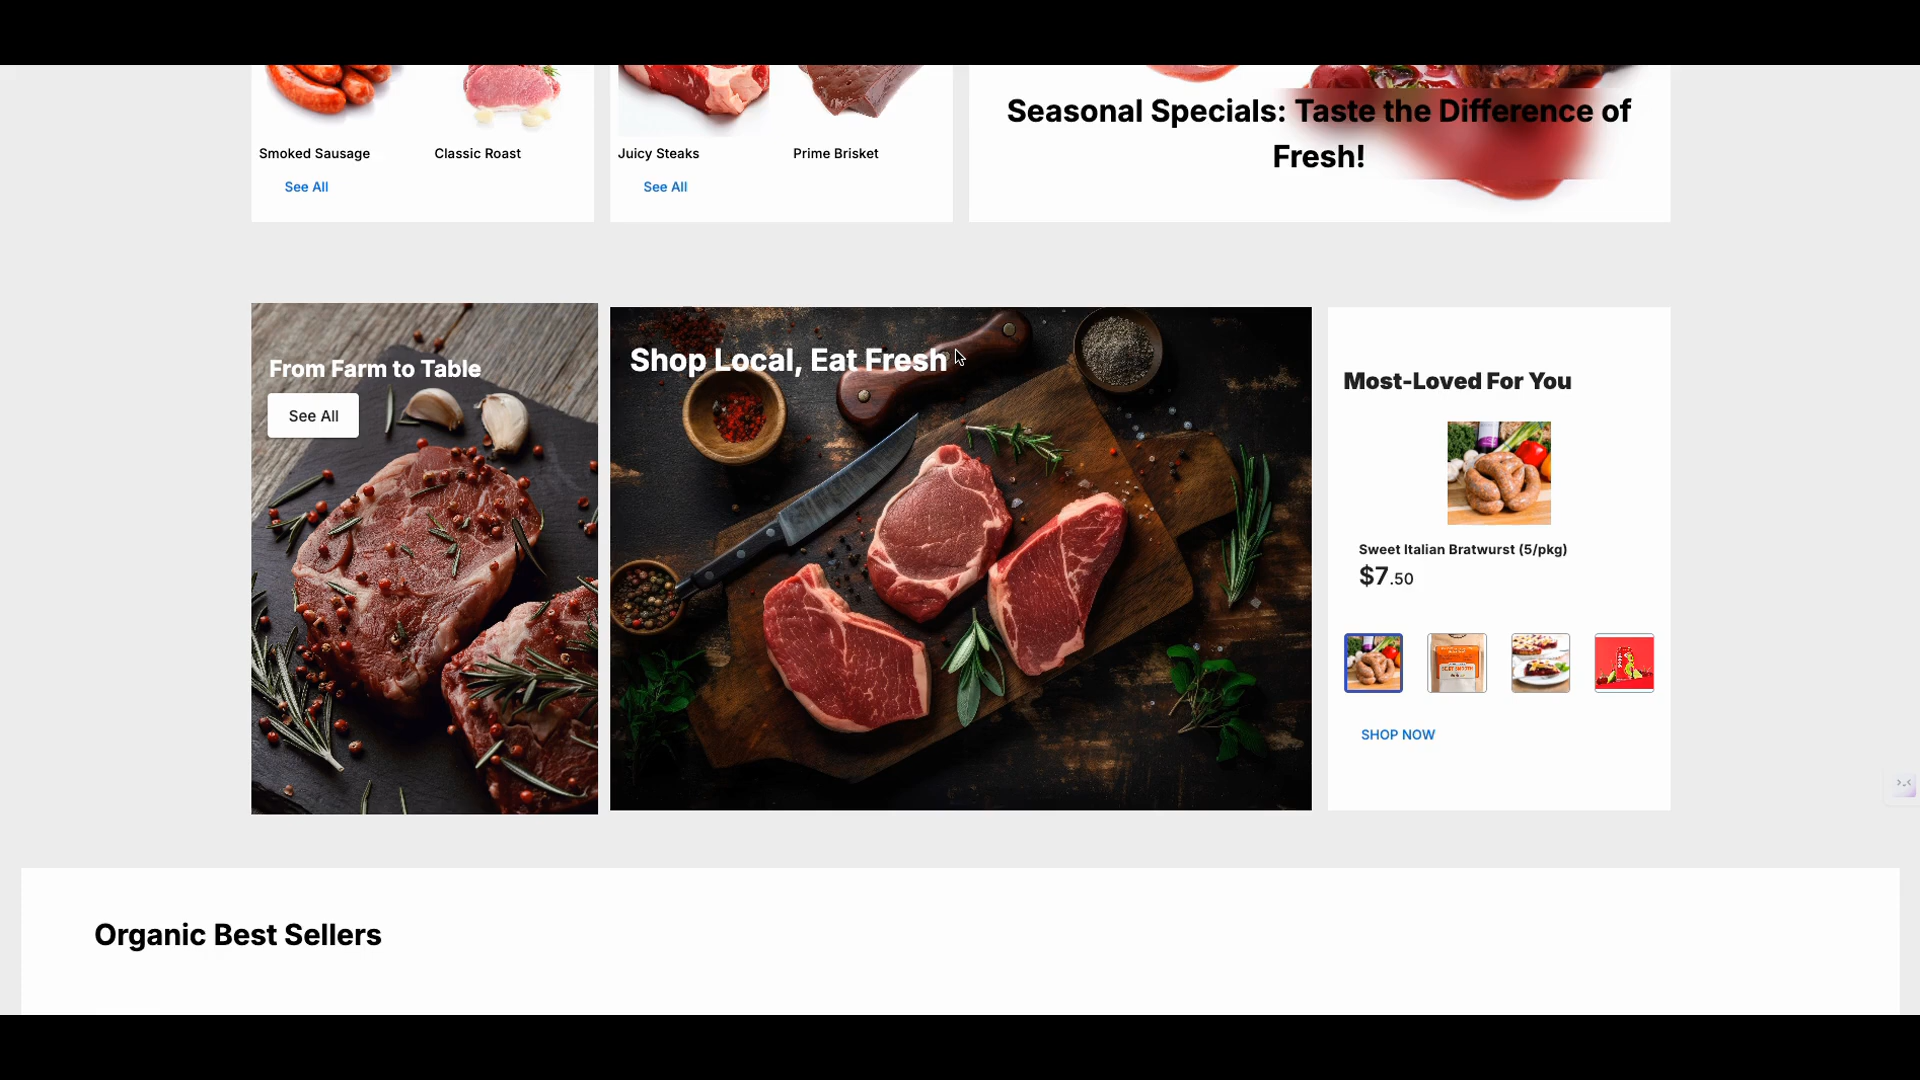 Seasonal Specials: Taste the Difference of
Fresh!
Smoked Sausage
Classic Roast
See All
Juicy Steaks
Prime Brisket
See All
From Farm to Table
See All
Shop Local, Eat Fresh
Most-Loved For You
Sweet Italian Bratwurst (5/pkg)
$7.50
SHOP NOW
Organic Best Sellers